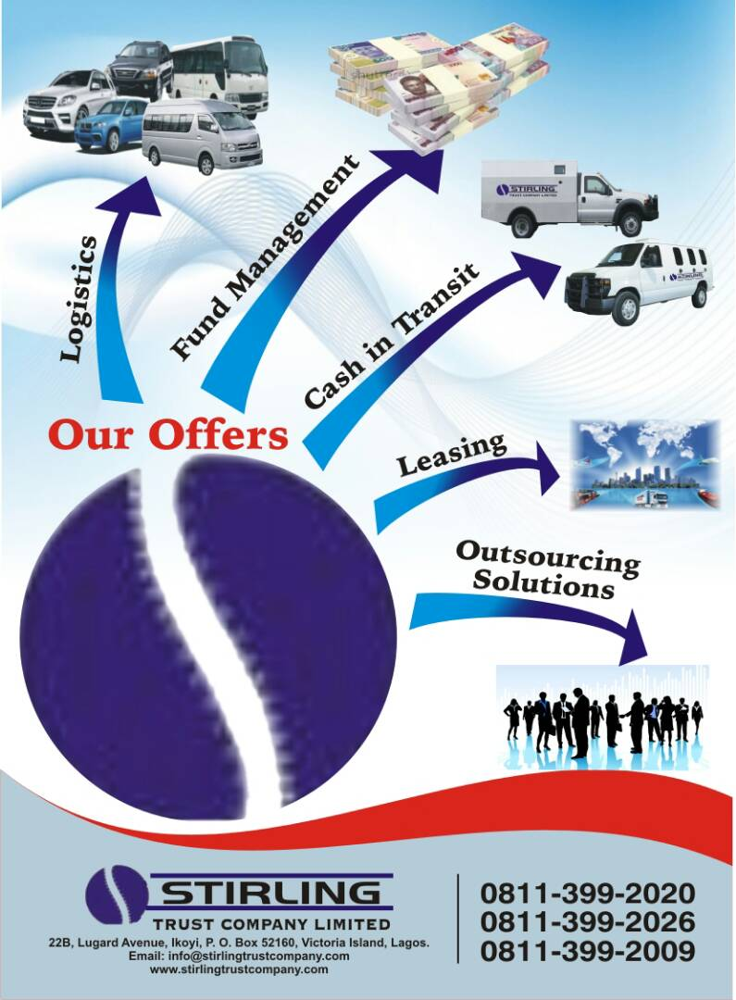 Logistics
Fund Management
Cash in Transit
STIRLING
TRUST COMPANY LIMITED
STIRLING
Our Offers
Leasing
Outsourcing
Solutions
STIRLING
TRUST COMPANY LIMITED
22B, Lugard Avenue, Ikoyi, P. O. Box 52160, Victoria Island, Lagos.
Email: info@stirlingtrustcompany.com
www.stirlingtrustcompany.com
0811-399-2020
0811-399-2026
0811-399-2009